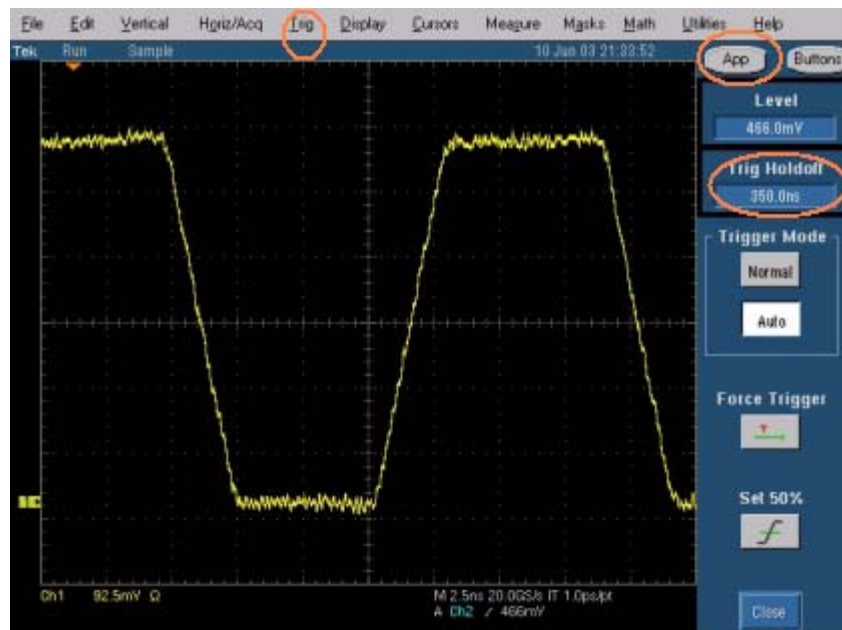 File Edit Vertical Horiz/Acq Trig Display Cursors Measure Masks Math Utilities Help
Tek Run Sample 10 Jun 03 21:33:52
App Buttons
Level
466.0mV
Trig Holdoff
350.0ns
Trigger Mode
Normal
Auto
Force Trigger
Set 50%
Close
1
Ch1 92.5mV Ω M 2.5ns 20.0GS/s IT 1.0ps/pt
A Ch2 ∕ 466mV